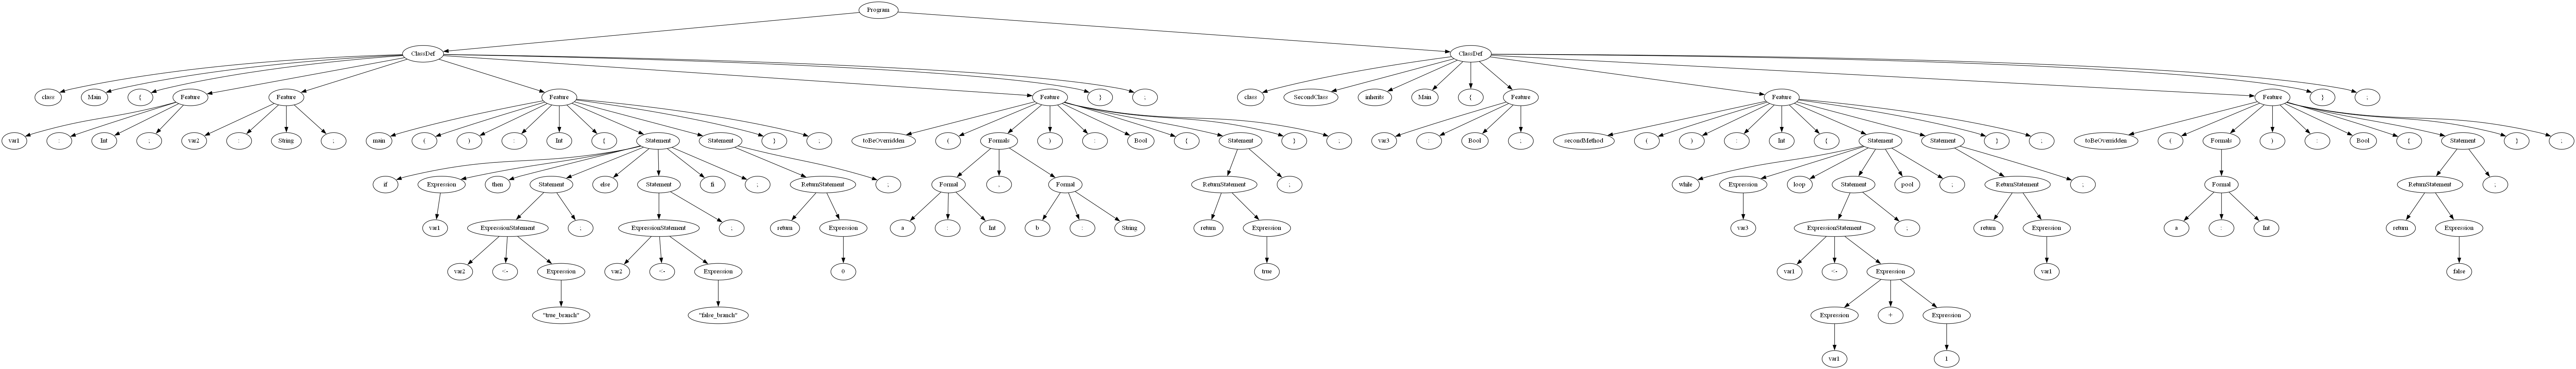 Program
ClassDef ClassDef
class Main { Feature Feature Feature Feature } ; class SecondClass inherits Main { Feature Feature Feature } ;
var1 : Int ; var2 : String ; main ( ) : Int { Statement Statement } ; toBeOverridden ( Formals ) : Bool { Statement } ; var3 : Bool ; secondMethod ( ) : Int { Statement Statement } ; toBeOverridden ( Formals ) : Bool { Statement } ;
if Expression then Statement else Statement fi ; ReturnStatement ; Formal , Formal ReturnStatement ; while Expression loop Statement pool ; ReturnStatement ; Formal ReturnStatement ;
var1 ExpressionStatement ; ExpressionStatement ; return Expression a : Int b : String return Expression var3 ExpressionStatement ; return Expression a : Int return Expression
var2 <- Expression var2 <- Expression 0 true var1 <- Expression var1 false
"true_branch" "false_branch" Expression + Expression
var1 1